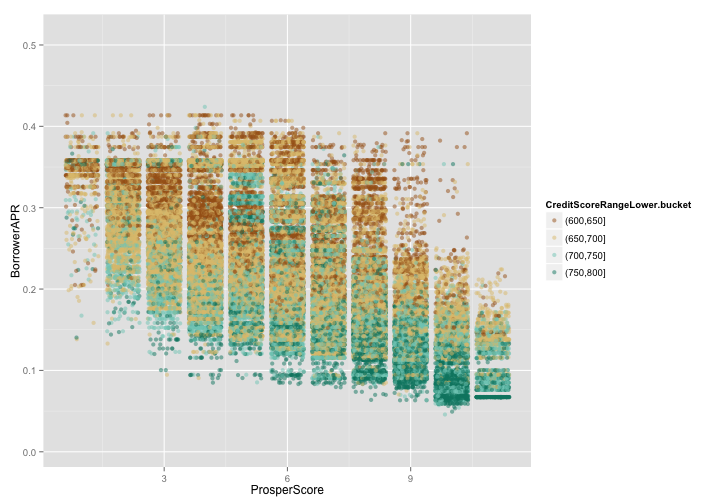 0.5
0.4
0.3
0.2
0.1
0.0
BorrowerAPR
3 6 9
ProsperScore
CreditScoreRangeLower.bucket
(600,650]
(650,700]
(700,750]
(750,800]